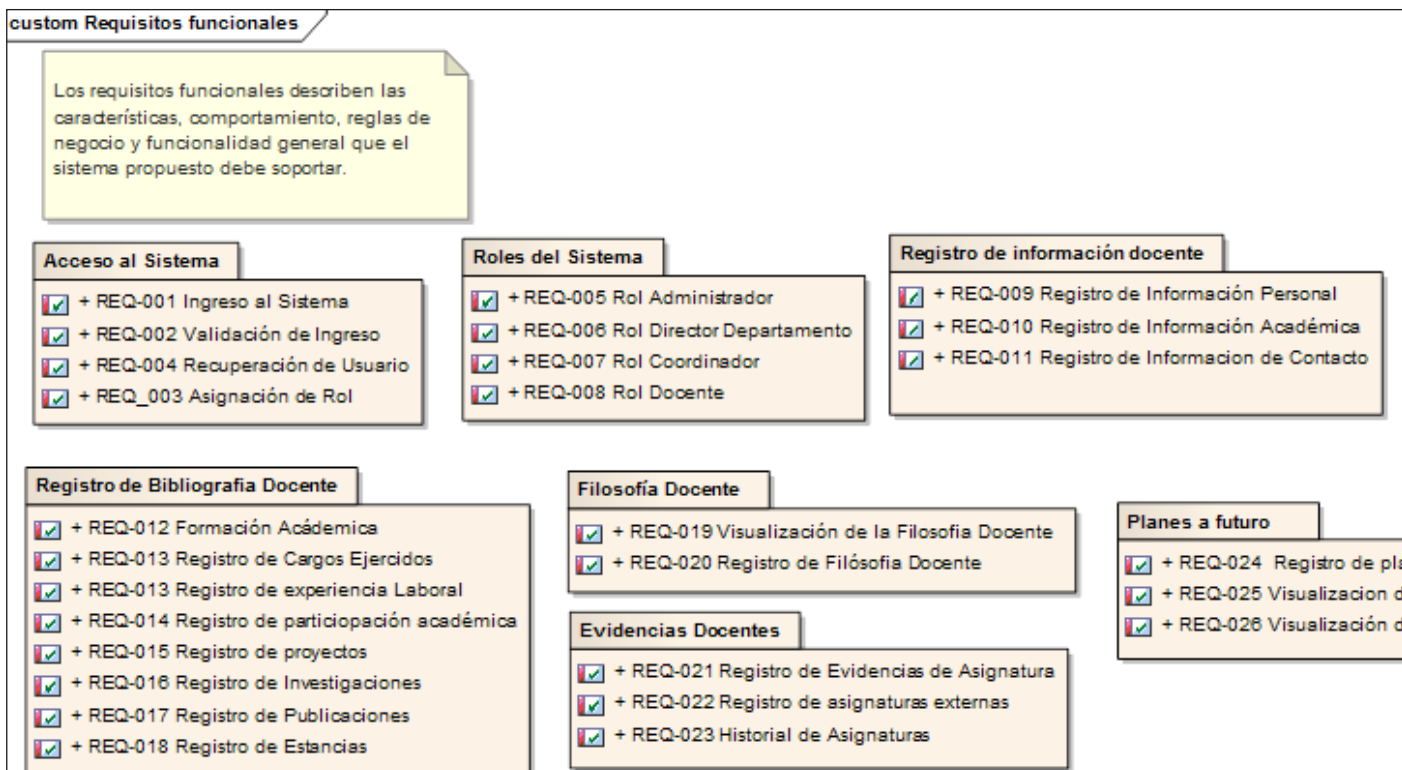 custom Requisitos funcionales
Los requisitos funcionales describen las
características, comportamiento, reglas de
negocio y funcionalidad general que el
sistema propuesto debe soportar.
Acceso al Sistema
+ REQ-001 Ingreso al Sistema
+ REQ-002 Validación de Ingreso
+ REQ-004 Recuperación de Usuario
+ REQ_003 Asignación de Rol
Roles del Sistema
+ REQ-005 Rol Administrador
+ REQ-006 Rol Director Departamento
+ REQ-007 Rol Coordinador
+ REQ-008 Rol Docente
Registro de información docente
+ REQ-009 Registro de Información Personal
+ REQ-010 Registro de Información Académica
+ REQ-011 Registro de Informacion de Contacto
Registro de Bibliografia Docente
+ REQ-012 Formación Acádemica
+ REQ-013 Registro de Cargos Ejercidos
+ REQ-013 Registro de experiencia Laboral
+ REQ-014 Registro de particiopación académica
+ REQ-015 Registro de proyectos
+ REQ-016 Registro de Investigaciones
+ REQ-017 Registro de Publicaciones
+ REQ-018 Registro de Estancias
Filosofía Docente
+ REQ-019 Visualización de la Filosofia Docente
+ REQ-020 Registro de Filósofia Docente
Evidencias Docentes
+ REQ-021 Registro de Evidencias de Asignatura
+ REQ-022 Registro de asignaturas externas
+ REQ-023 Historial de Asignaturas
Planes a futuro
+ REQ-024 Registro de pla
+ REQ-025 Visualizacion d
+ REQ-026 Visualización d